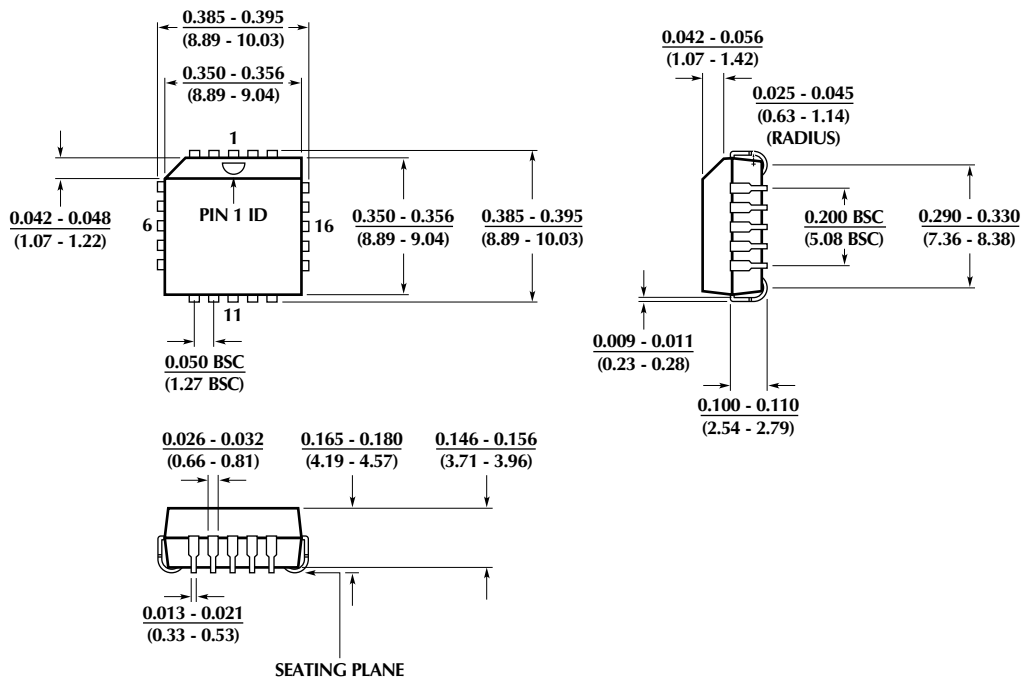 0.385 - 0.395
(8.89 - 10.03)
0.350 - 0.356
(8.89 - 9.04)
1
0.042 - 0.048
(1.07 - 1.22)
6
PIN 1 ID
16
0.350 - 0.356
(8.89 - 9.04)
0.385 - 0.395
(8.89 - 10.03)
11
0.050 BSC
(1.27 BSC)
0.042 - 0.056
(1.07 - 1.42)
0.025 - 0.045
(0.63 - 1.14)
(RADIUS)
0.200 BSC
(5.08 BSC)
0.290 - 0.330
(7.36 - 8.38)
0.009 - 0.011
(0.23 - 0.28)
0.100 - 0.110
(2.54 - 2.79)
0.026 - 0.032
(0.66 - 0.81)
0.165 - 0.180
(4.19 - 4.57)
0.146 - 0.156
(3.71 - 3.96)
0.013 - 0.021
(0.33 - 0.53)
SEATING PLANE